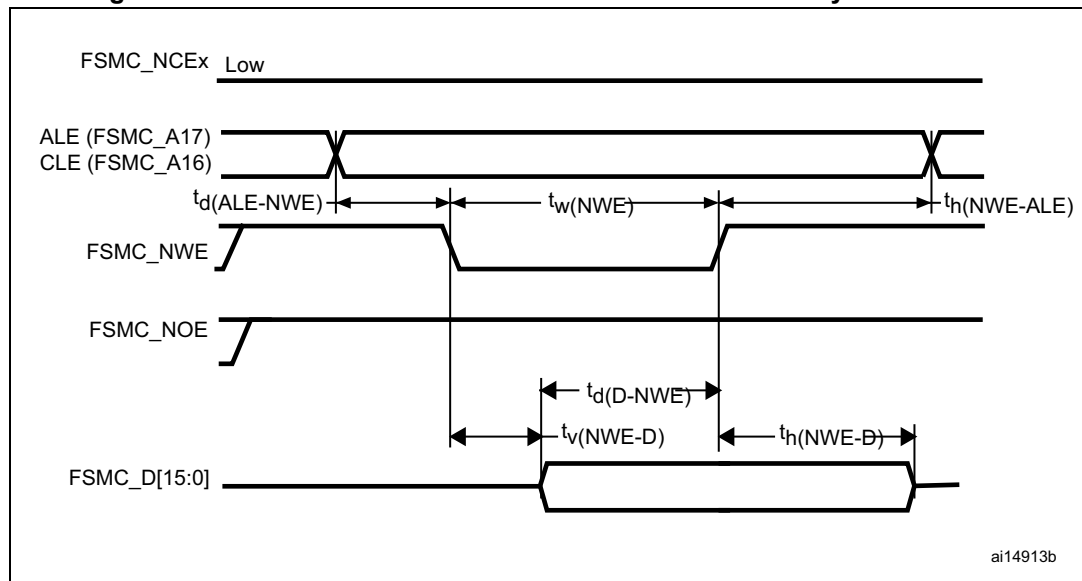 FSMC_NCEx Low
ALE (FSMC_A17)
CLE (FSMC_A16)
td(ALE-NWE) tw(NWE) th(NWE-ALE)
FSMC_NWE
FSMC_NOE
td(D-NWE)
tv(NWE-D) th(NWE-D)
FSMC_D[15:0]
ai14913b